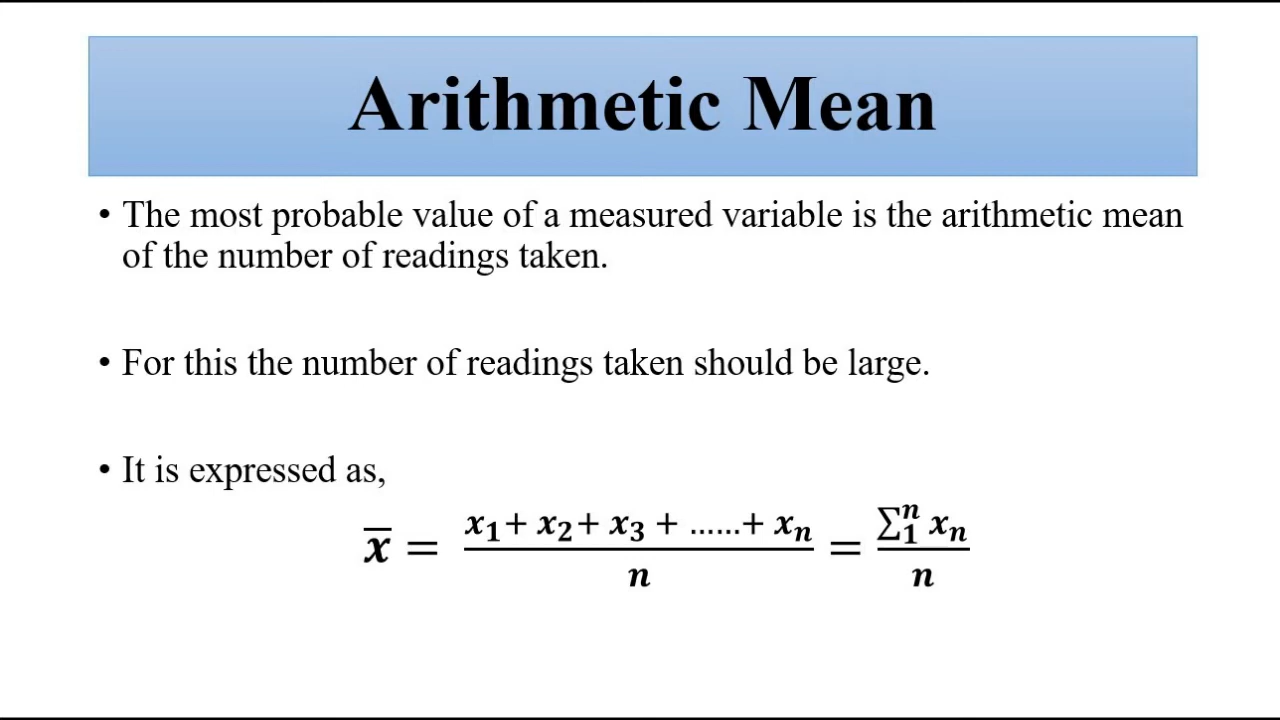 Arithmetic Mean
• The most probable value of a measured variable is the arithmetic mean
of the number of readings taken.
• For this the number of readings taken should be large.
• It is expressed as,
x̅ = (x₁+ x₂+ x₃ + ......+ xₙ)/n = (∑₁ⁿ xₙ)/n